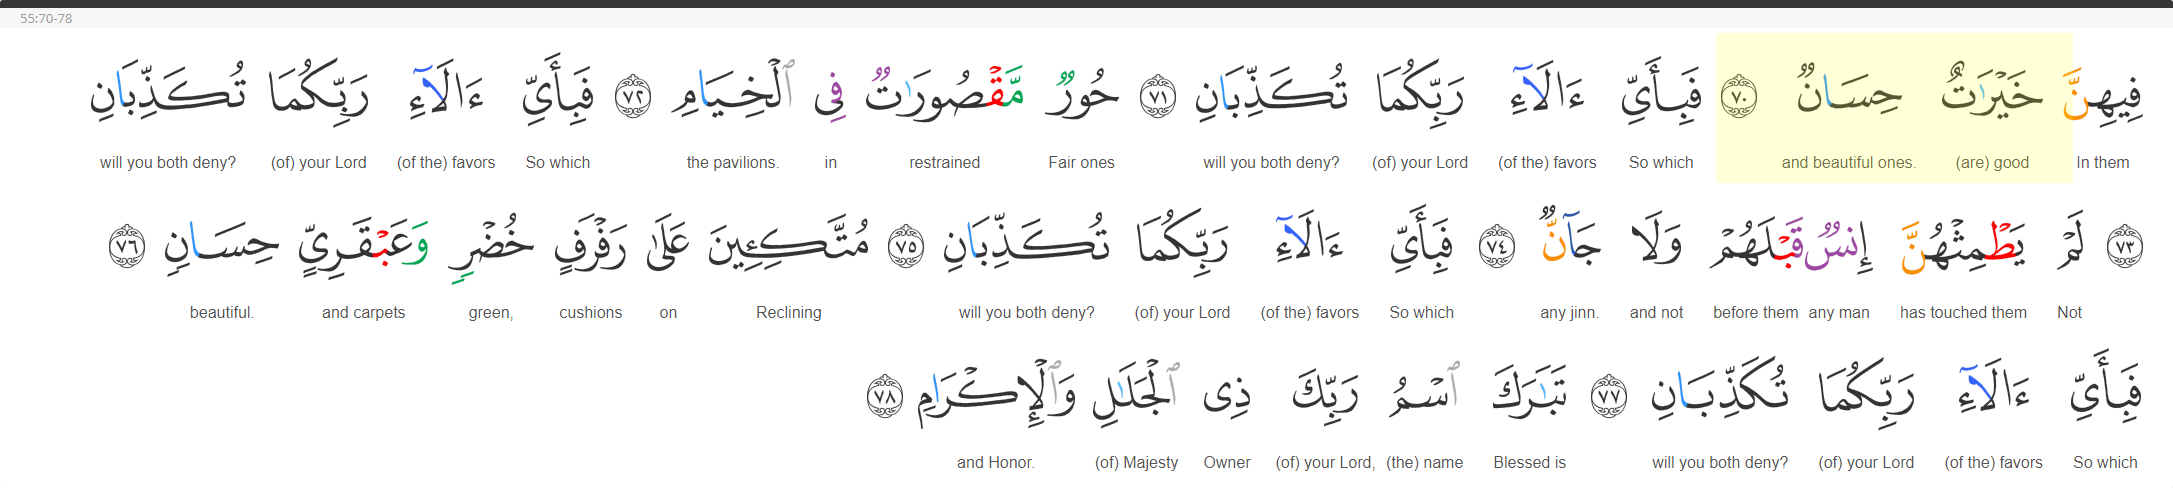 55:70-78
فِيهِنَّ خَيْرَٰتٌ حِسَانٌ ٧٠ فَبِأَىِّ ءَالَآءِ رَبِّكُمَا تُكَذِّبَانِ ٧١ حُورٌ مَّقْصُورَٰتٌ فِى ٱلْخِيَامِ ٧٢ فَبِأَىِّ ءَالَآءِ رَبِّكُمَا تُكَذِّبَانِ
In them (are) good and beautiful ones. So which (of the) favors (of) your Lord will you both deny? Fair ones restrained in the pavilions. So which (of the) favors (of) your Lord will you both deny?
٧٣ لَمْ يَطْمِثْهُنَّ إِنسٌ قَبْلَهُمْ وَلَا جَآنٌّ ٧٤ فَبِأَىِّ ءَالَآءِ رَبِّكُمَا تُكَذِّبَانِ ٧٥ مُتَّكِـِٔينَ عَلَىٰ رَفْرَفٍ خُضْرٍ وَعَبْقَرِىٍّ حِسَانٍ ٧٦
Not has touched them any man before them and not any jinn. So which (of the) favors (of) your Lord will you both deny? Reclining on cushions green, and carpets beautiful.
فَبِأَىِّ ءَالَآءِ رَبِّكُمَا تُكَذِّبَانِ ٧٧ تَبَـٰرَكَ ٱسْمُ رَبِّكَ ذِى ٱلْجَلَـٰلِ وَٱلْإِكْرَامِ ٧٨
So which (of the) favors (of) your Lord will you both deny? Blessed is (the) name (of) your Lord, Owner (of) Majesty and Honor.